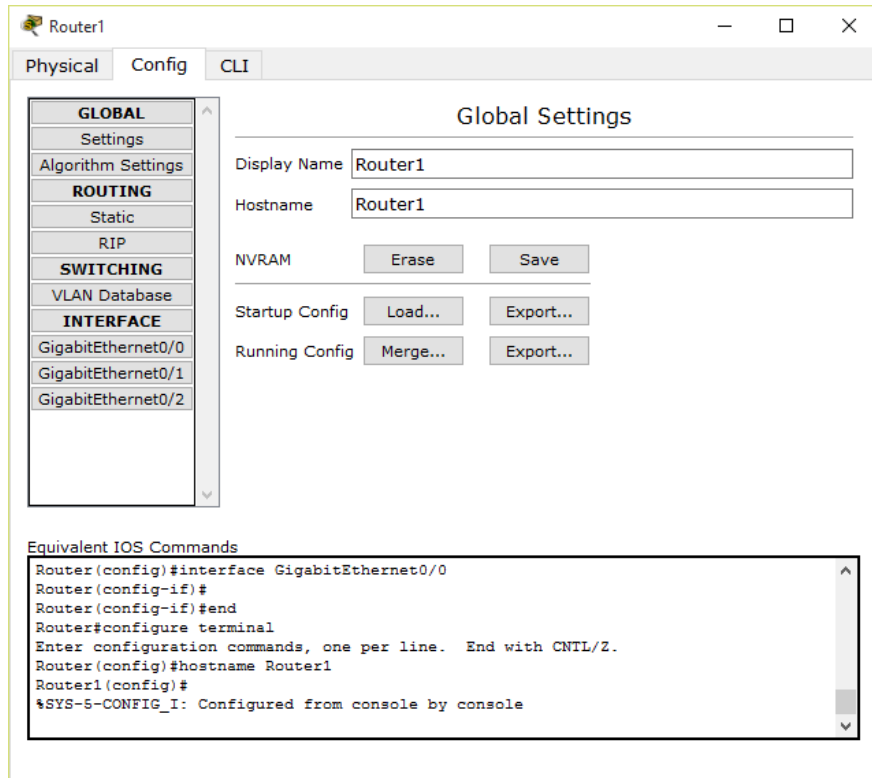 Router1
Physical Config CLI
GLOBAL
Settings
Algorithm Settings
ROUTING
Static
RIP
SWITCHING
VLAN Database
INTERFACE
GigabitEthernet0/0
GigabitEthernet0/1
GigabitEthernet0/2
Global Settings
Display Name Router1
Hostname Router1
NVRAM Erase Save
Startup Config Load... Export...
Running Config Merge... Export...
Equivalent IOS Commands
Router(config)#interface GigabitEthernet0/0
Router(config-if)#
Router(config-if)#end
Router#configure terminal
Enter configuration commands, one per line.  End with CNTL/Z.
Router(config)#hostname Router1
Router1(config)#
%SYS-5-CONFIG_I: Configured from console by console